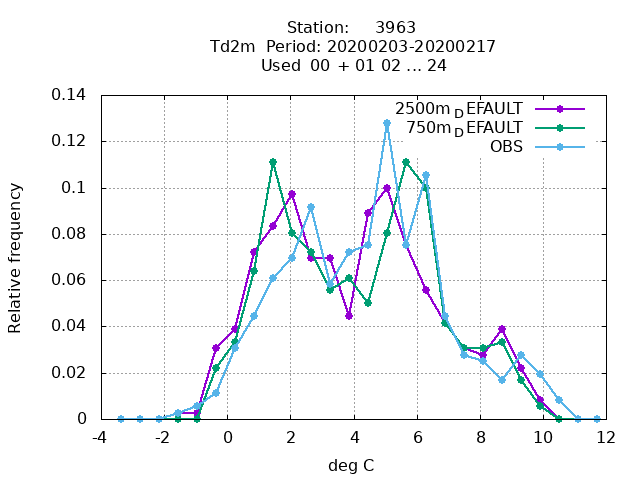 Station: 3963
Td2m Period: 20200203-20200217
Used 00 + 01 02 ... 24
0.14
2500m_DEFAULT
750m_DEFAULT
OBS
0.12
0.1
0.08
0.06
0.04
0.02
0
Relative frequency
-4 -2 0 2 4 6 8 10 12
deg C